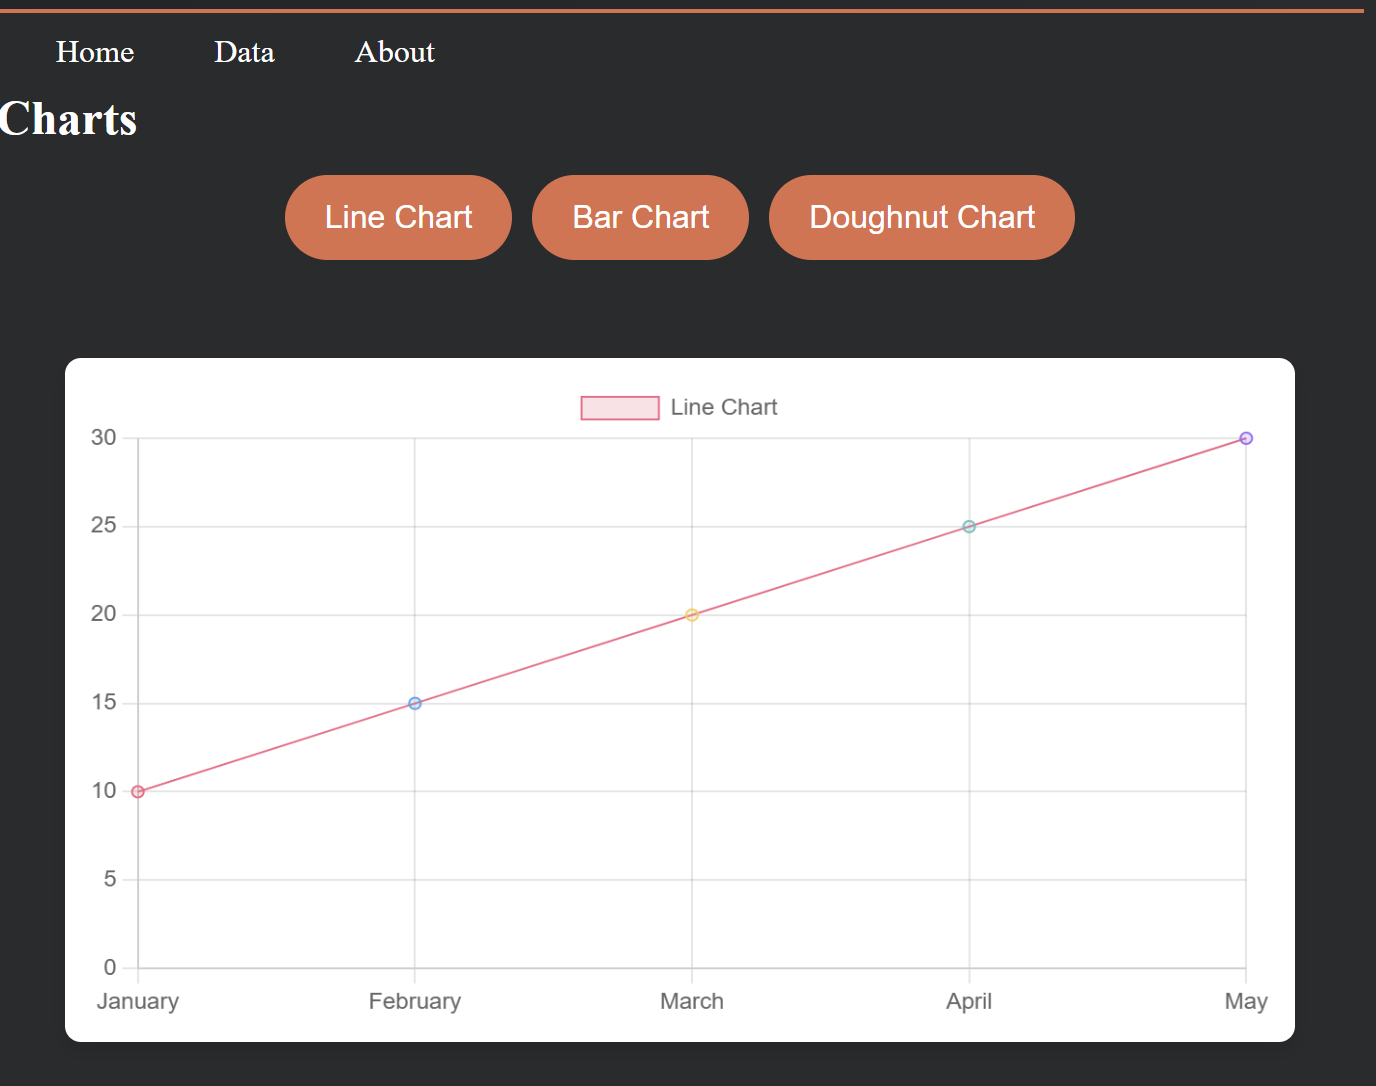 Home Data About
Charts
Line Chart Bar Chart Doughnut Chart
Line Chart
30
25
20
15
10
5
0
January February March April May